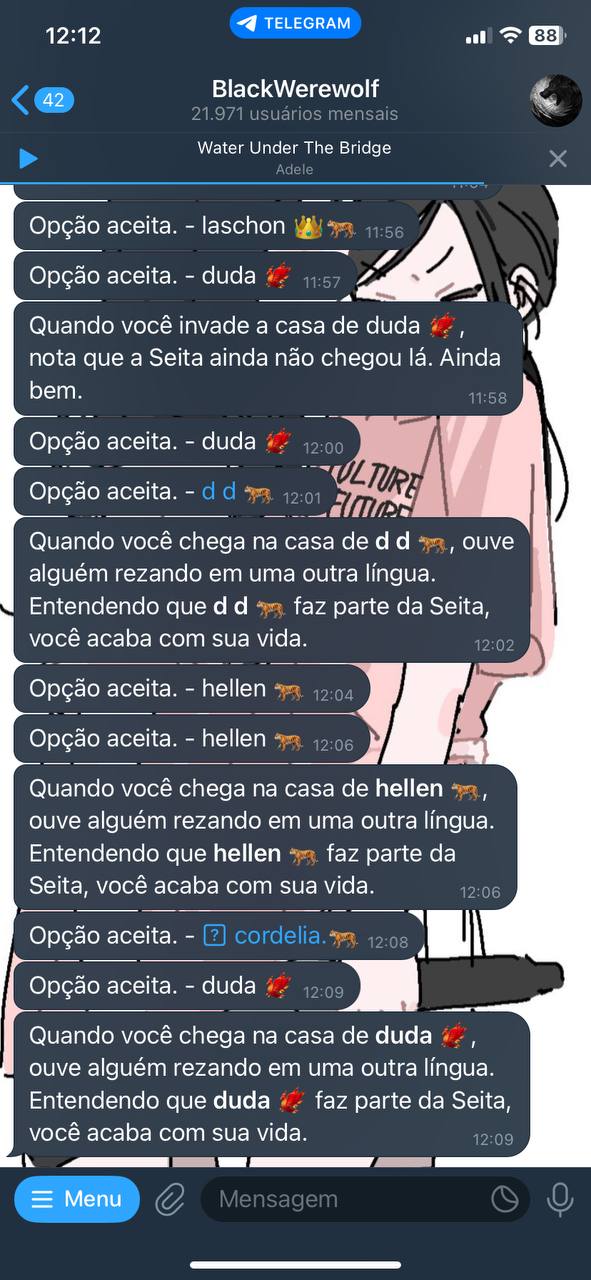 12:12
TELEGRAM
88
42
BlackWerewolf
21.971 usuários mensais
Water Under The Bridge
Adele
Opção aceita. - laschon 👑🐅 11:56
Opção aceita. - duda 🐦‍🔥 11:57
Quando você invade a casa de duda 🐦‍🔥,
nota que a Seita ainda não chegou lá. Ainda
bem.
11:58
Opção aceita. - duda 🐦‍🔥 12:00
Opção aceita. - d d 🐅 12:01
CULTURE
FUTURE
Quando você chega na casa de d d 🐅, ouve
alguém rezando em uma outra língua.
Entendendo que d d 🐅 faz parte da Seita,
você acaba com sua vida.
12:02
Opção aceita. - hellen 🐅 12:04
Opção aceita. - hellen 🐅 12:06
Quando você chega na casa de hellen 🐅,
ouve alguém rezando em uma outra língua.
Entendendo que hellen 🐅 faz parte da
Seita, você acaba com sua vida.
12:06
Opção aceita. - ⍰ cordelia.🐅 12:08
Opção aceita. - duda 🐦‍🔥 12:09
Quando você chega na casa de duda 🐦‍🔥,
ouve alguém rezando em uma outra língua.
Entendendo que duda 🐦‍🔥 faz parte da Seita,
você acaba com sua vida.
12:09
Menu
Mensagem